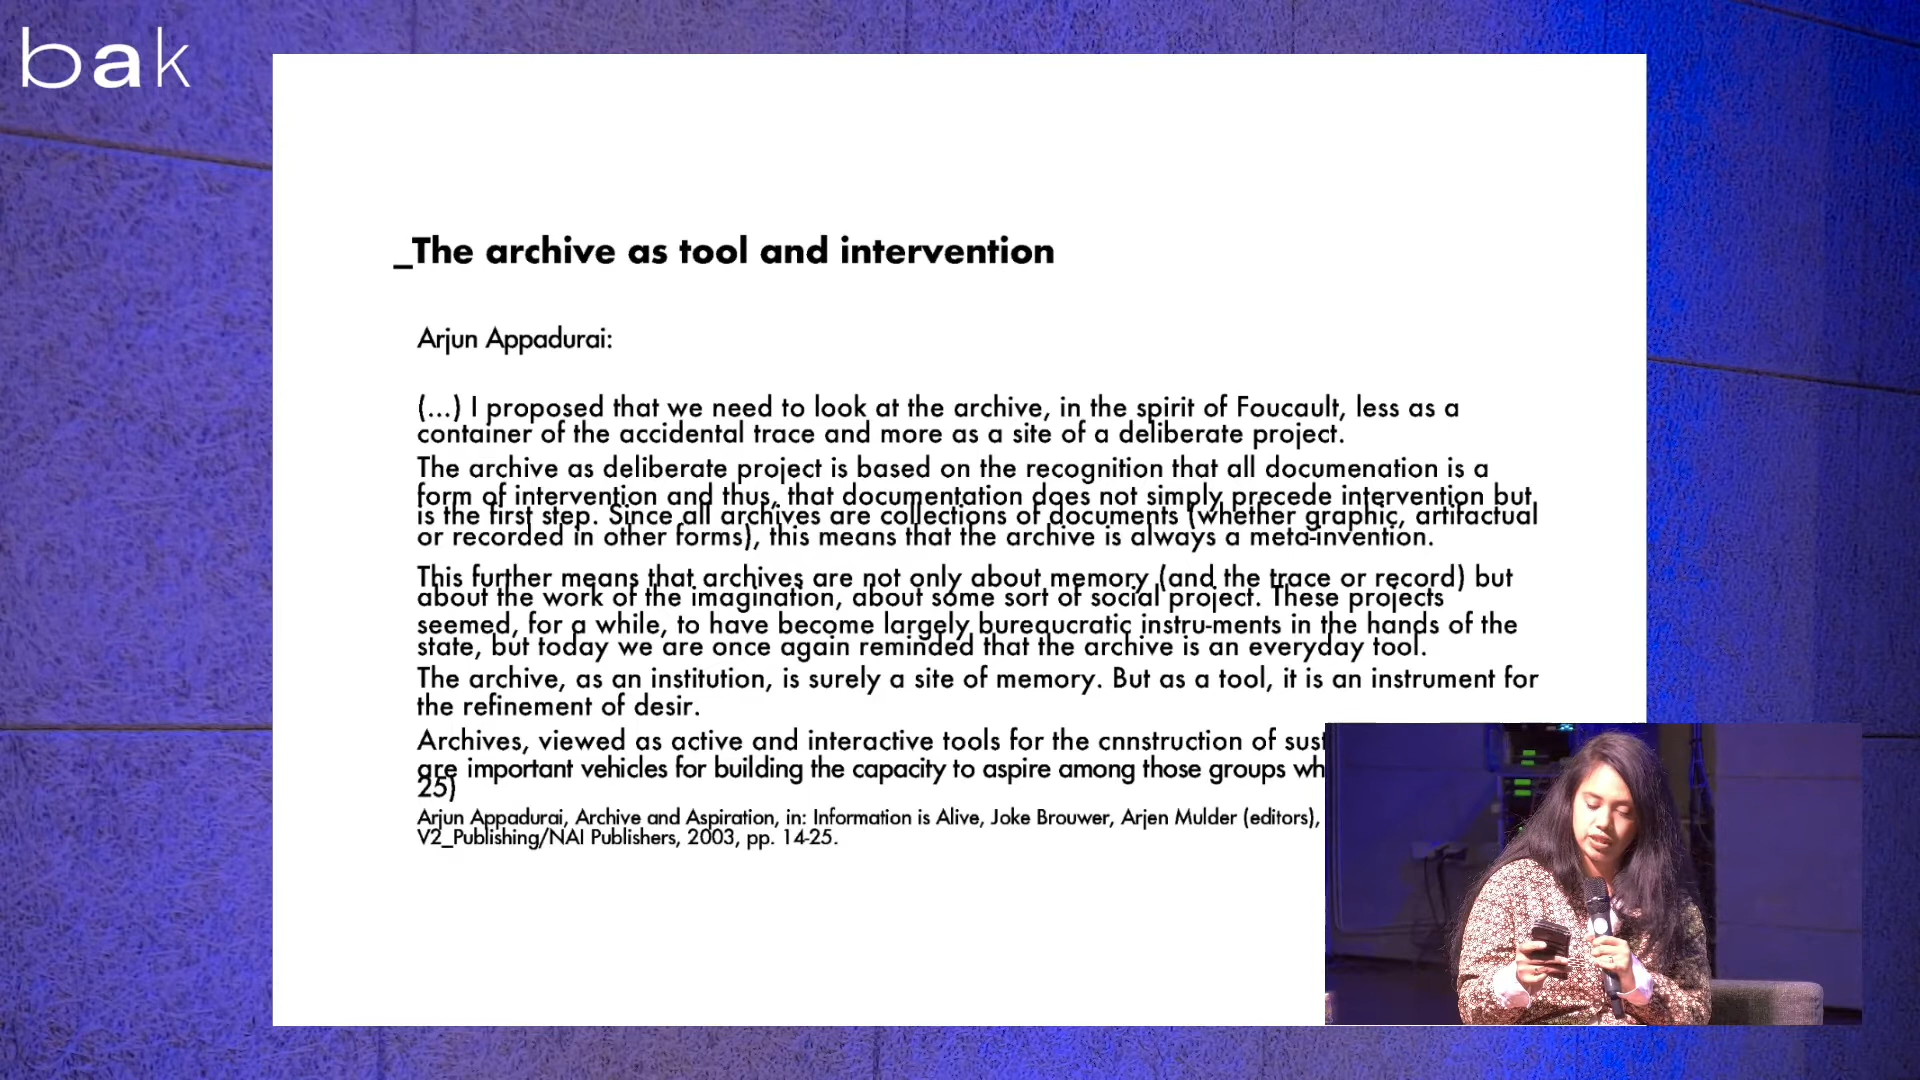 bak
_The archive as tool and intervention
Arjun Appadurai:
(...) I proposed that we need to look at the archive, in the spirit of Foucault, less as a
container of the accidental trace and more as a site of a deliberate project.
The archive as deliberate project is based on the recognition that all documenation is a
form of intervention and thus, that documentation does not simply precede intervention but
is the first step. Since all archives are collections of documents (whether graphic, artifactual
or recorded in other forms), this means that the archive is always a meta-invention.
This further means that archives are not only about memory (and the trace or record) but
about the work of the imagination, about some sort of social project. These projects
seemed, for a while, to have become largely bureaucratic instru-ments in the hands of the
state, but today we are once again reminded that the archive is an everyday tool.
The archive, as an institution, is surely a site of memory. But as a tool, it is an instrument for
the refinement of desir.
Archives, viewed as active and interactive tools for the cnnstruction of
are important vehicles for building the capacity to aspire among those groups
25)
Arjun Appadurai, Archive and Aspiration, in: Information is Alive, Joke Brouwer, Arjen Mulder (editors),
V2_Publishing/NAI Publishers, 2003, pp. 14-25.